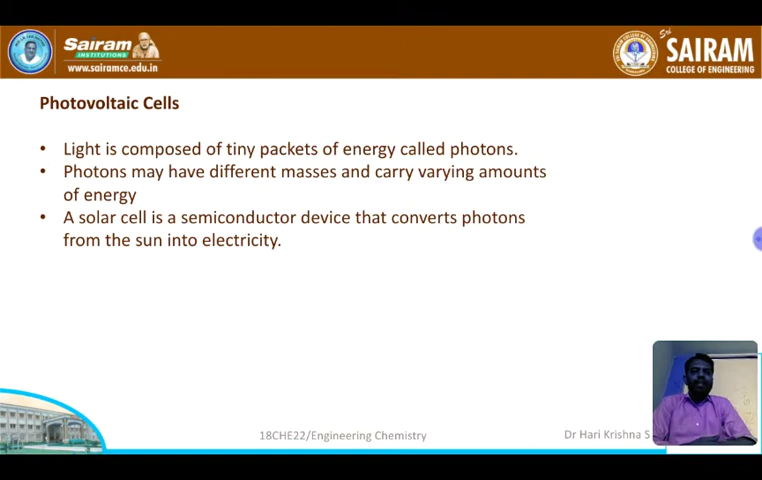 Sairam
INSTITUTIONS
www.sairamce.edu.in
Sri
SAIRAM
COLLEGE OF ENGINEERING
Photovoltaic Cells
• Light is composed of tiny packets of energy called photons.
• Photons may have different masses and carry varying amounts
of energy
• A solar cell is a semiconductor device that converts photons
from the sun into electricity.
18CHE22/Engineering Chemistry
Dr Hari Krishna S